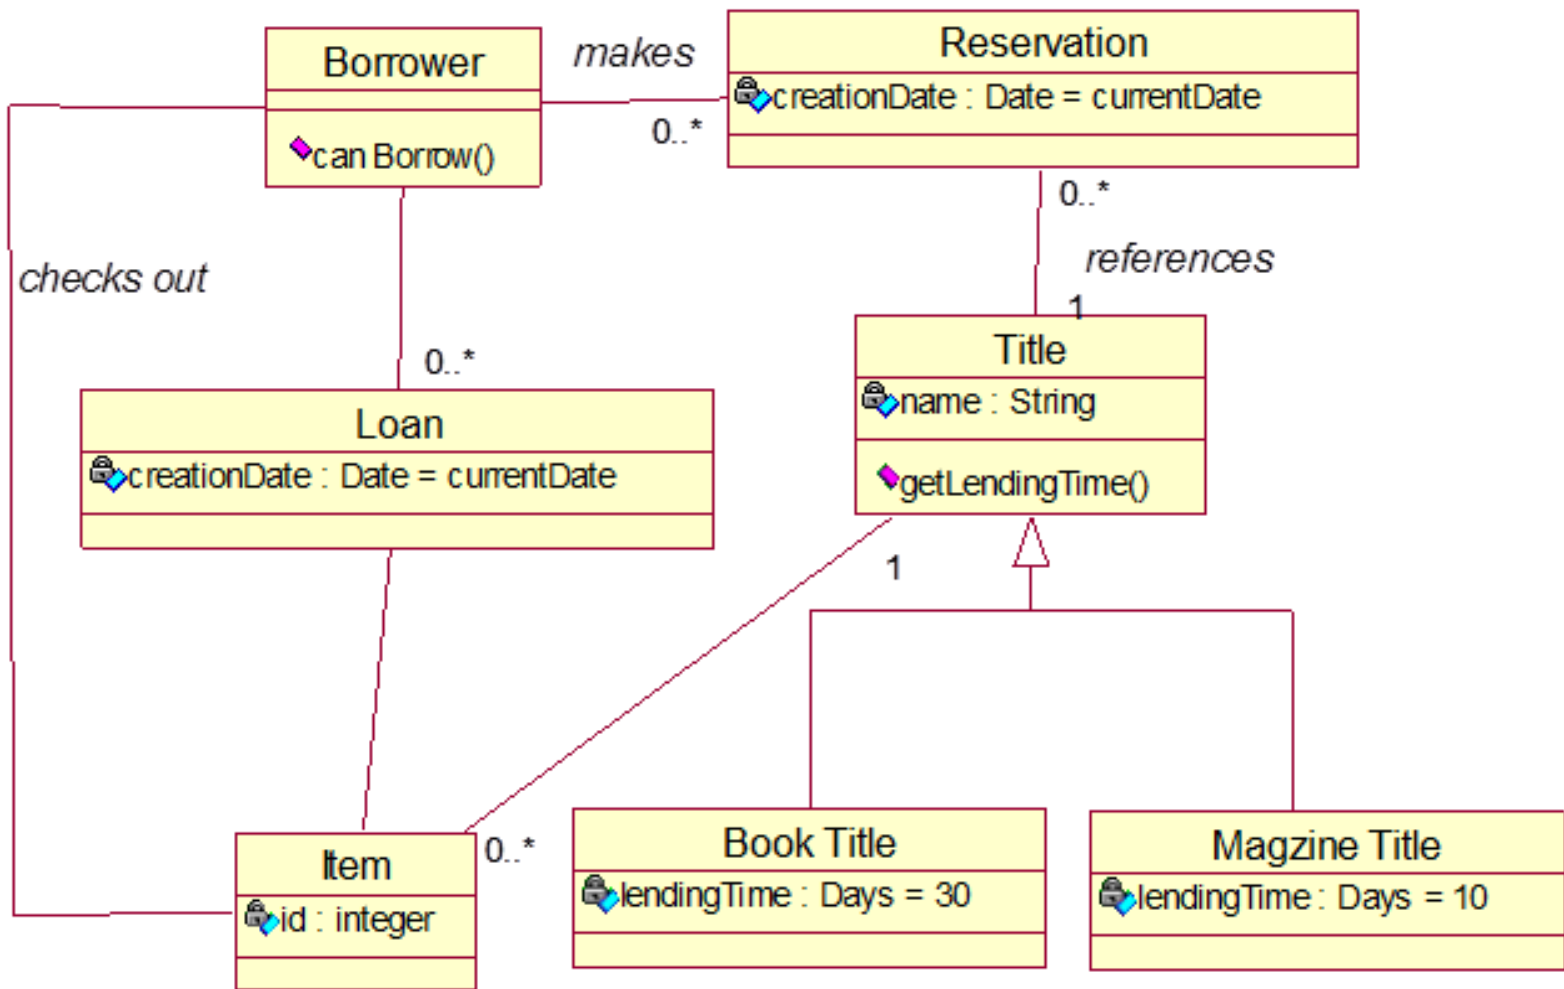 Borrower
can Borrow()
makes
0..*
Reservation
creationDate : Date = currentDate
0..*
references
1
checks out
0..*
Loan
creationDate : Date = currentDate
Title
name : String
getLendingTime()
1
0..*
Item
id : integer
Book Title
lendingTime : Days = 30
Magzine Title
lendingTime : Days = 10